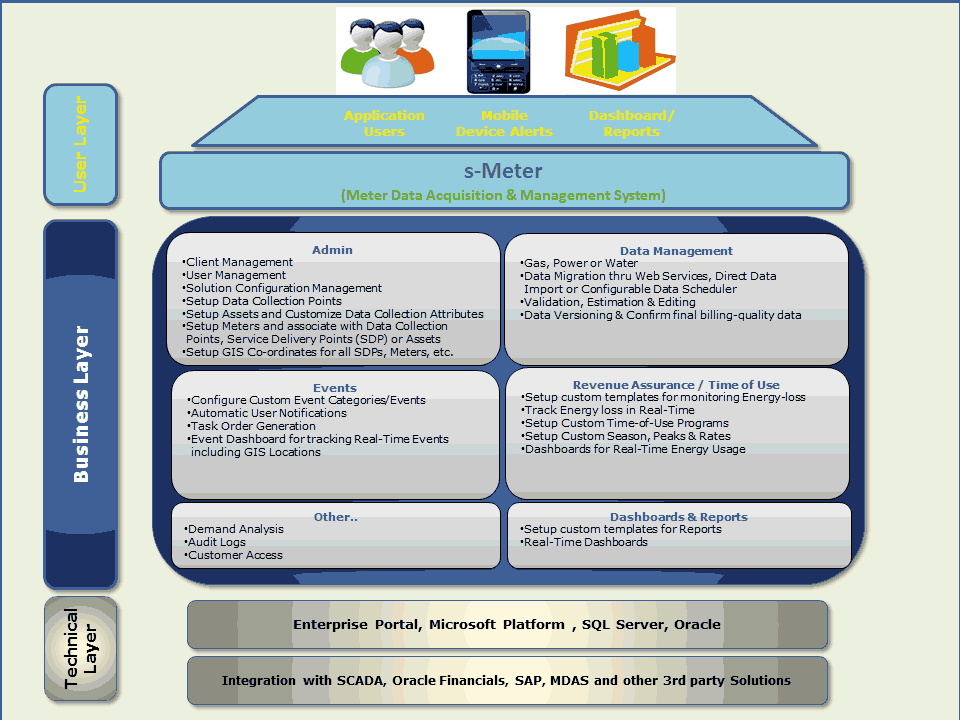 Application
Users
Mobile
Device Alerts
Dashboard/
Reports
User Layer
s-Meter
(Meter Data Acquisition & Management System)
Business Layer
Admin
•Client Management
•User Management
•Solution Configuration Management
•Setup Data Collection Points
•Setup Assets and Customize Data Collection Attributes
•Setup Meters and associate with Data Collection
Points, Service Delivery Points (SDP) or Assets
•Setup GIS Co-ordinates for all SDPs, Meters, etc.
Data Management
•Gas, Power or Water
•Data Migration thru Web Services, Direct Data
Import or Configurable Data Scheduler
•Validation, Estimation & Editing
•Data Versioning & Confirm final billing-quality data
Events
•Configure Custom Event Categories/Events
•Automatic User Notifications
•Task Order Generation
•Event Dashboard for tracking Real-Time Events
including GIS Locations
Revenue Assurance / Time of Use
•Setup custom templates for monitoring Energy-loss
•Track Energy loss in Real-Time
•Setup Custom Time-of-Use Programs
•Setup Custom Season, Peaks & Rates
•Dashboards for Real-Time Energy Usage
Other..
•Demand Analysis
•Audit Logs
•Customer Access
Dashboards & Reports
•Setup custom templates for Reports
•Real-Time Dashboards
Technical
Layer
Enterprise Portal, Microsoft Platform , SQL Server, Oracle
Integration with SCADA, Oracle Financials, SAP, MDAS and other 3rd party Solutions